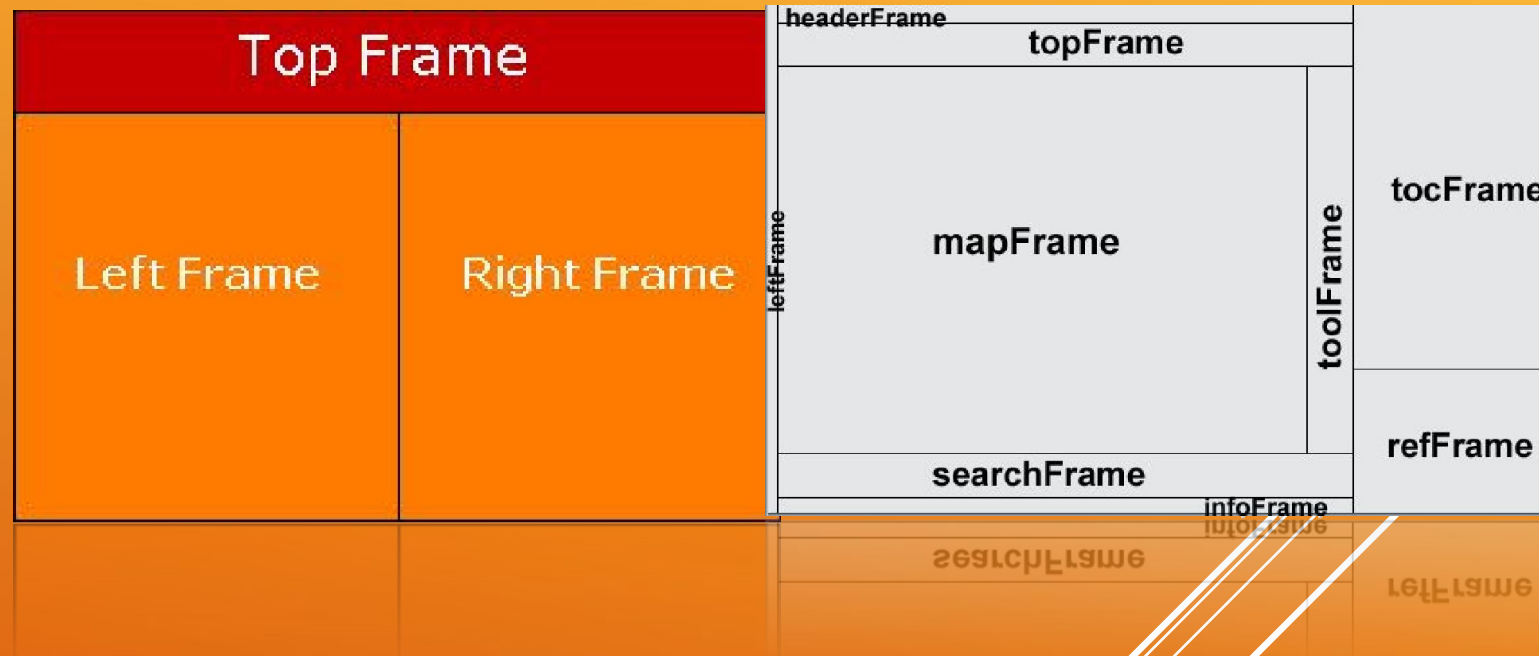 Top Frame
Left Frame
Right Frame
headerFrame
topFrame
leftFrame
mapFrame
toolFrame
tocFrame
searchFrame
refFrame
infoFrame